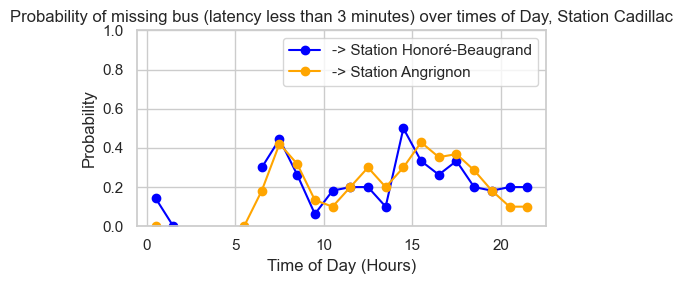 Probability of missing bus (latency less than 3 minutes) over times of Day, Station Cadillac
1.0
0.8
0.6
0.4
0.2
0.0
Probability
-> Station Honoré-Beaugrand
-> Station Angrignon
0 5 10 15 20
Time of Day (Hours)